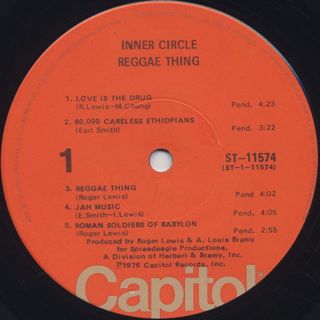 INNER CIRCLE
REGGAE THING
1. LOVE IS THE DRUG
(R.Lewis-M.Chung) Pend. 4:23
2. 80,000 CARELESS ETHIOPIANS
(Earl Smith) Pend. 3:22
1 ST-11574
(ST-1-11574)
3. REGGAE THING
(Roger Lewis) Pend. 4:02
4. JAH MUSIC
(E.Smith-I.Lewis) Pend. 4:05
5. ROMAN SOLDIERS OF BABYLON
(Roger Lewis) Pend. 2:55
Produced by Roger Lewis & A. Louis Bramy
for Spreadeagle Productions,
A Division of Herbert & Bramy, Inc.
℗1976 Capitol Records, Inc.
Capitol